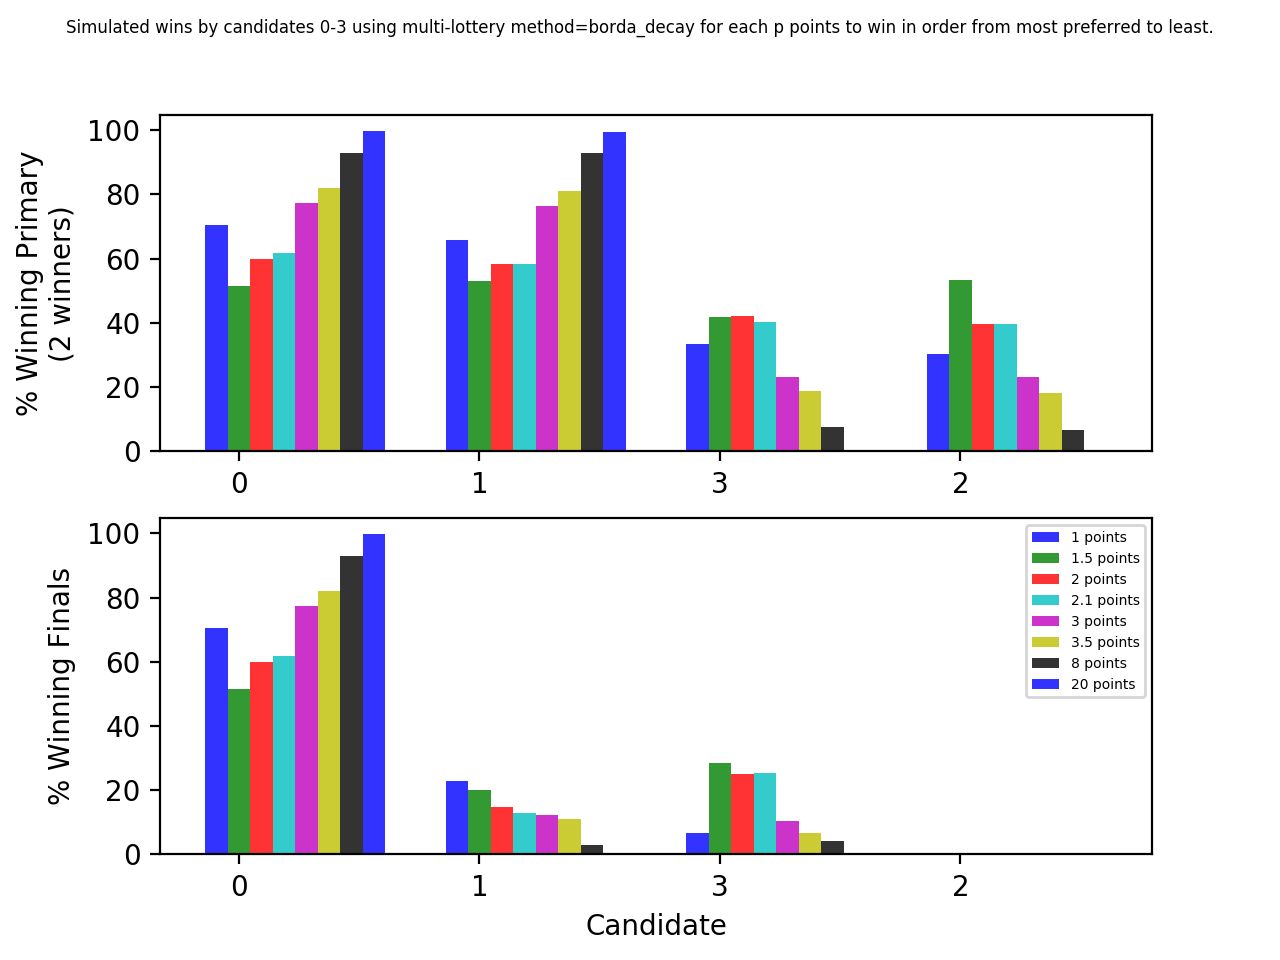 Simulated wins by candidates 0-3 using multi-lottery method=borda_decay for each p points to win in order from most preferred to least.
% Winning Primary
(2 winners)
100
80
60
40
20
0
0 1 3 2
% Winning Finals
100
80
60
40
20
0
0 1 3 2
Candidate
1 points
1.5 points
2 points
2.1 points
3 points
3.5 points
8 points
20 points